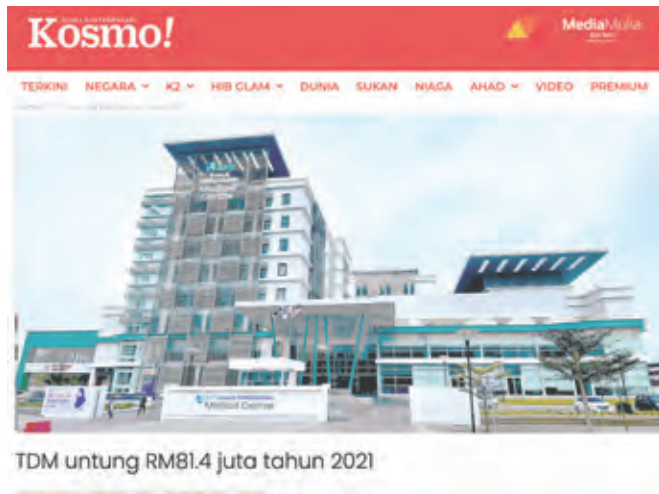 Kosmo!
MediaMulia
TERKINI NEGARA K2 HIB GLAM DUNIA SUKAN NIAGA AHAD VIDEO PREMIUM
Medical Centre
TDM untung RM81.4 juta tahun 2021